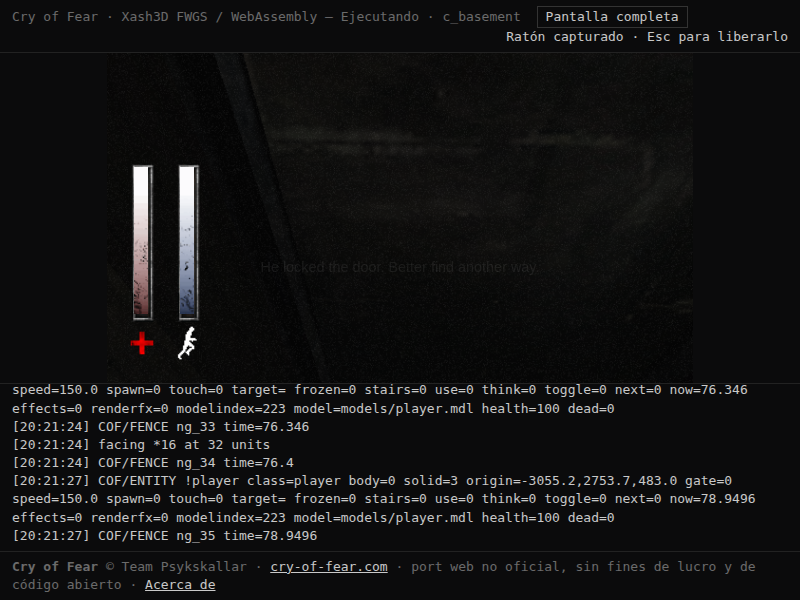 Cry of Fear · Xash3D FWGS / WebAssembly — Ejecutando · c_basement
Pantalla completa
Ratón capturado · Esc para liberarlo
He locked the door. Better find another way.
speed=150.0 spawn=0 touch=0 target= frozen=0 stairs=0 use=0 think=0 toggle=0 next=0 now=76.346
effects=0 renderfx=0 modelindex=223 model=models/player.mdl health=100 dead=0
[20:21:24] COF/FENCE ng_33 time=76.346
[20:21:24] facing *16 at 32 units
[20:21:24] COF/FENCE ng_34 time=76.4
[20:21:27] COF/ENTITY !player class=player body=0 solid=3 origin=-3055.2,2753.7,483.0 gate=0
speed=150.0 spawn=0 touch=0 target= frozen=0 stairs=0 use=0 think=0 toggle=0 next=0 now=78.9496
effects=0 renderfx=0 modelindex=223 model=models/player.mdl health=100 dead=0
[20:21:27] COF/FENCE ng_35 time=78.9496
Cry of Fear © Team Psykskallar · cry-of-fear.com · port web no oficial, sin fines de lucro y de
código abierto · Acerca de